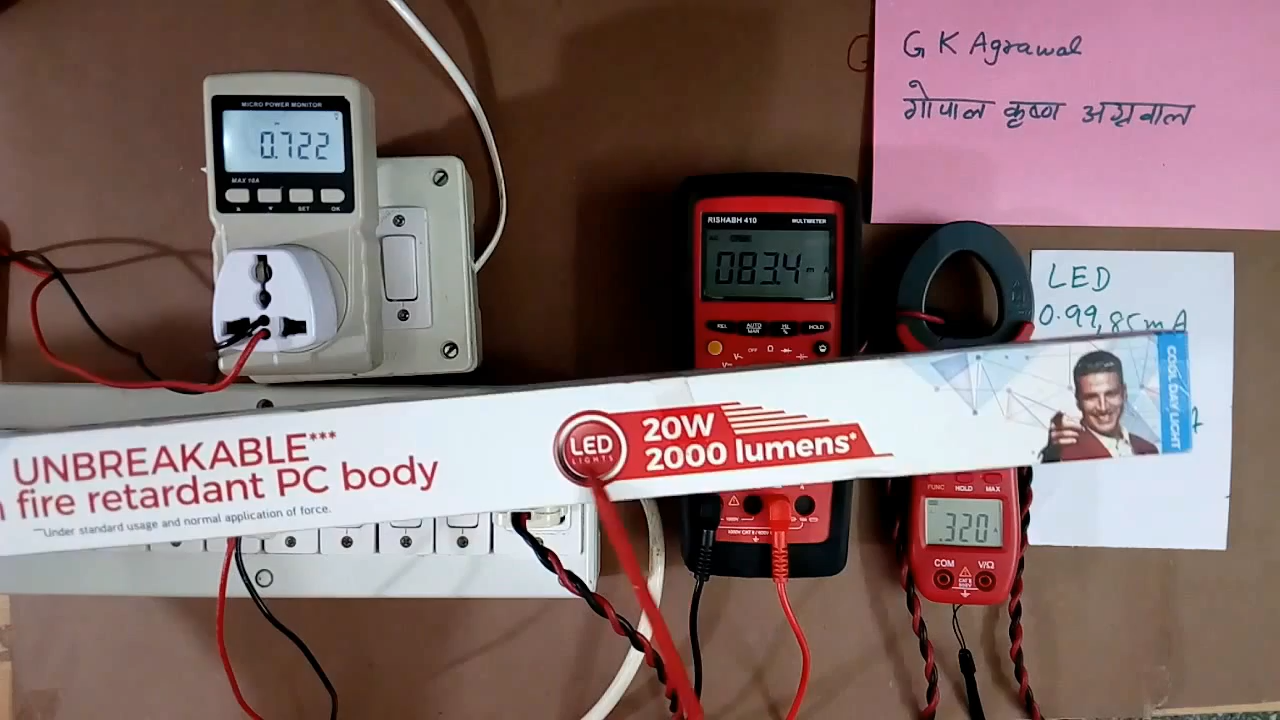 G K Agrawal
गोपाल कृष्ण अग्रवाल
MICRO POWER MONITOR
0.722
MAX 10A
SET
OK
RISHABH 410
MULTIMETER
083.4
AUTO
MAN
HOLD
OFF
LED
0.99, 85mA
COOL DAY LIGHT
UNBREAKABLE***
fire retardant PC body
Under standard usage and normal application of force.
LED
LIGHTS
20W
2000 lumens*
FUNC
HOLD
MAX
.320
COM
V/Ω